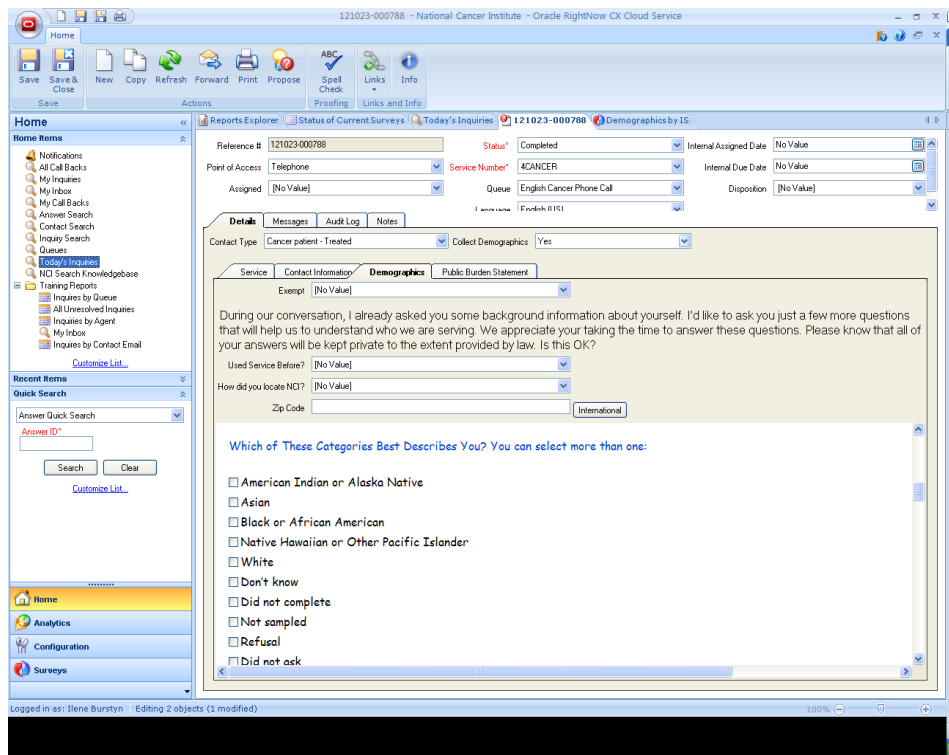 121023-000788 - National Cancer Institute - Oracle RightNow CX Cloud Service
Home
Save
Save & Close
New
Copy
Refresh
Forward
Print
Propose
ABC
Spell Check
Links
Info
Save
Actions
Proofing
Links and Info
Home
Home Items
Notifications
All Call Backs
My Inquiries
My Inbox
My Call Backs
Answer Search
Contact Search
Inquiry Search
Queues
Today's Inquiries
NCI Search Knowledgebase
Training Reports
Inquires by Queue
All Unresolved Inquiries
Inquiries by Agent
My Inbox
Inquires by Contact Email
Customize List...
Recent Items
Quick Search
Answer Quick Search
Answer ID*
Search Clear
Customize List...
Home
Analytics
Configuration
Surveys
Reports Explorer Status of Current Surveys Today's Inquiries 121023-000788 Demographics by IS
Reference # 121023-000788 Status* Completed Internal Assigned Date No Value
Point of Access Telephone Service Number* 4CANCER Internal Due Date No Value
Assigned [No Value] Queue English Cancer Phone Call Disposition [No Value]
Language English (US)
Details Messages Audit Log Notes
Contact Type Cancer patient - Treated Collect Demographics Yes
Service Contact Information Demographics Public Burden Statement
Exempt [No Value]
During our conversation, I already asked you some background information about yourself. I'd like to ask you just a few more questions
that will help us to understand who we are serving. We appreciate your taking the time to answer these questions. Please know that all of
your answers will be kept private to the extent provided by law. Is this OK?
Used Service Before? [No Value]
How did you locate NCI? [No Value]
Zip Code International
Which of These Categories Best Describes You? You can select more than one:
American Indian or Alaska Native
Asian
Black or African American
Native Hawaiian or Other Pacific Islander
White
Don't know
Did not complete
Not sampled
Refusal
Did not ask
Logged in as: Ilene Burstyn Editing 2 objects (1 modified) 100%